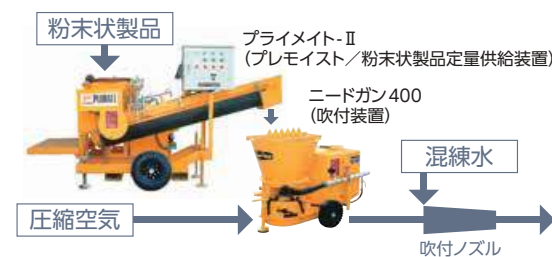 粉末状製品
プライメイト-Ⅱ
（プレモイスト／粉末状製品定量供給装置）
ニードガン400
（吹付装置）
混練水
圧縮空気
吹付ノズル